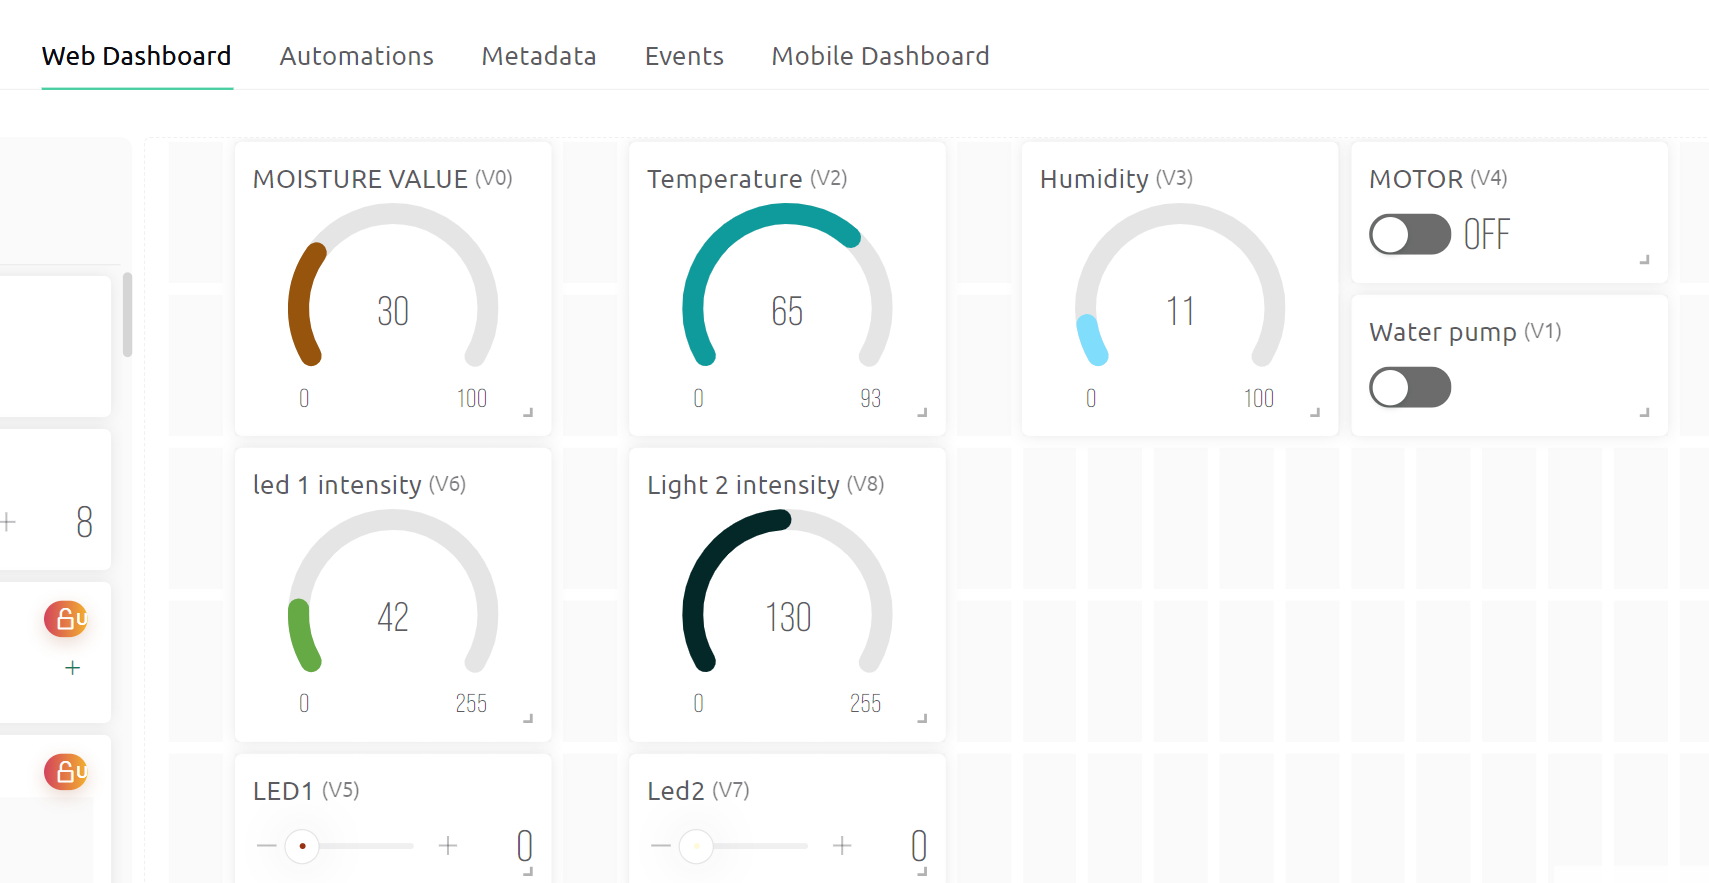 Web Dashboard Automations Metadata Events Mobile Dashboard
MOISTURE VALUE (V0)
30
0 100
Temperature (V2)
65
0 93
Humidity (V3)
11
0 100
MOTOR (V4)
OFF
Water pump (V1)
+ 8
U
+
U
led 1 intensity (V6)
42
0 255
Light 2 intensity (V8)
130
0 255
LED1 (V5)
— + 0
Led2 (V7)
— + 0